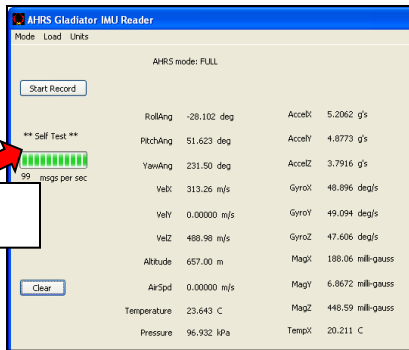 AHRS Gladiator IMU Reader
Mode Load Units
AHRS mode: FULL
Start Record
RollAng -28.102 deg AccelX 5.2062 g's
** Self Test ** PitchAng 51.623 deg AccelY 4.8773 g's
YawAng 231.50 deg AccelZ 3.7916 g's
99 msgs per sec
VelX 313.26 m/s GyroX 48.896 deg/s
VelY 0.00000 m/s GyroY 49.094 deg/s
VelZ 488.98 m/s GyroZ 47.606 deg/s
Altitude 657.00 m MagX 188.06 milli-gauss
Clear AirSpd 0.00000 m/s MagY 6.8672 milli-gauss
Temperature 23.643 C MagZ 448.59 milli-gauss
Pressure 96.932 kPa TempX 20.211 C